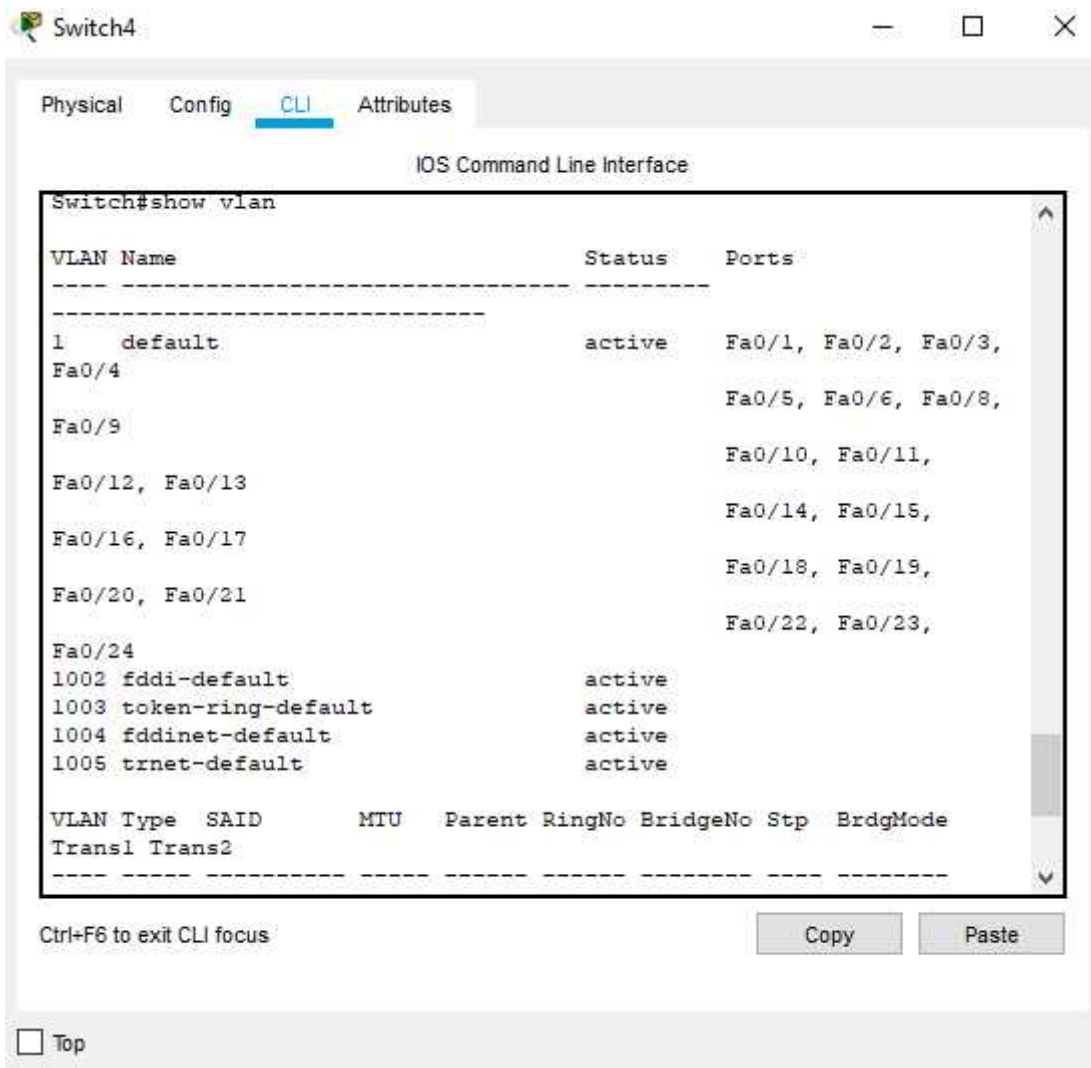 Switch4
Physical Config CLI Attributes
IOS Command Line Interface
Switch#show vlan
VLAN Name                             Status    Ports
---- -------------------------------- ---------
-------------------------------
1    default                          active    Fa0/1, Fa0/2, Fa0/3,
Fa0/4
                                                Fa0/5, Fa0/6, Fa0/8,
Fa0/9
                                                Fa0/10, Fa0/11,
Fa0/12, Fa0/13
                                                Fa0/14, Fa0/15,
Fa0/16, Fa0/17
                                                Fa0/18, Fa0/19,
Fa0/20, Fa0/21
                                                Fa0/22, Fa0/23,
Fa0/24
1002 fddi-default                     active
1003 token-ring-default               active
1004 fddinet-default                  active
1005 trnet-default                    active
VLAN Type  SAID       MTU   Parent RingNo BridgeNo Stp  BrdgMode
Trans1 Trans2
---- ----- ---------- ----- ------ ------ -------- ---- --------
Ctrl+F6 to exit CLI focus
Copy Paste
Top